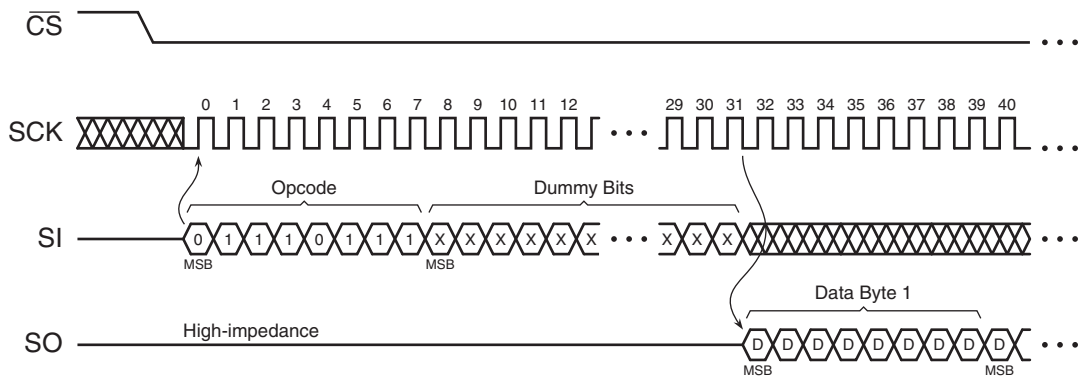 CS
0 1 2 3 4 5 6 7 8 9 10 11 12 29 30 31 32 33 34 35 36 37 38 39 40
SCK
Opcode Dummy Bits
SI 0 1 1 1 0 1 1 1 X X X X X X X X X
MSB MSB
Data Byte 1
High-impedance
SO D D D D D D D D D
MSB MSB